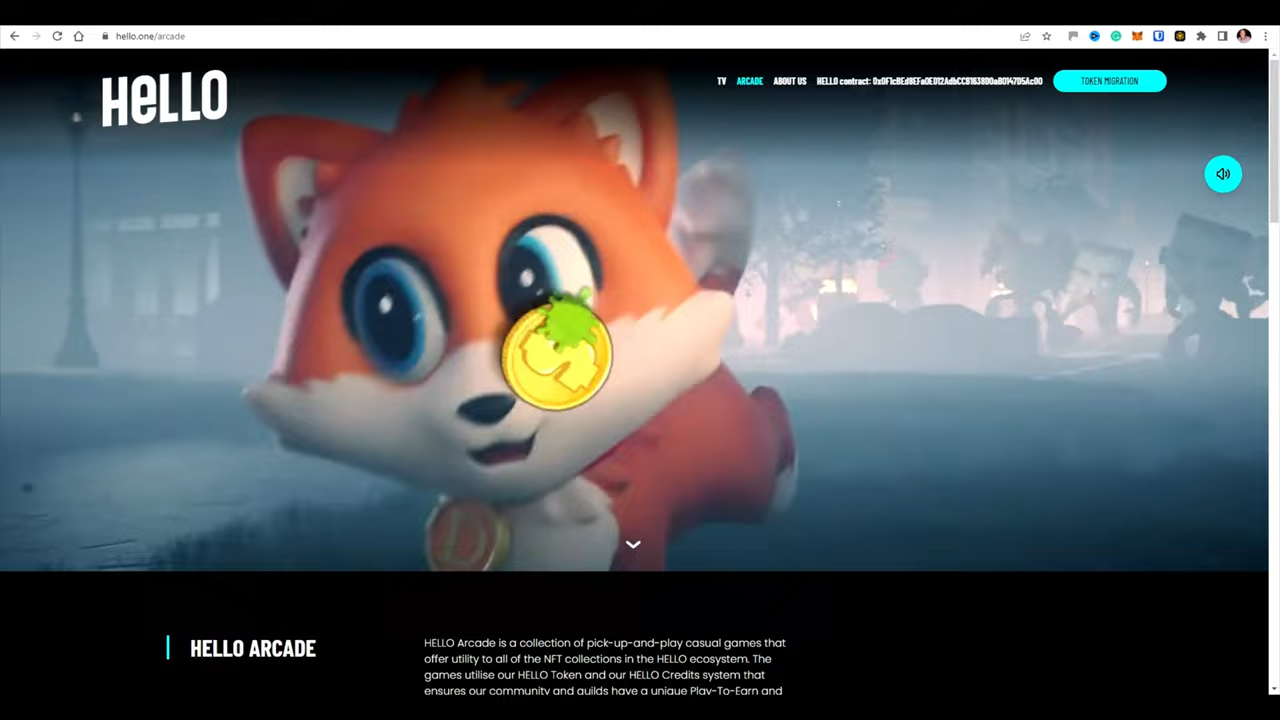 hello.one/arcade
HELLO
TV ARCADE ABOUT US
TOKEN MIGRATION
HELLO ARCADE
HELLO Arcade is a collection of pick-up-and-play casual games that
offer utility to all of the NFT collections in the HELLO ecosystem. The
games utilise our HELLO Token and our HELLO Credits system that
ensures our community and guilds have a unique Play-To-Earn and